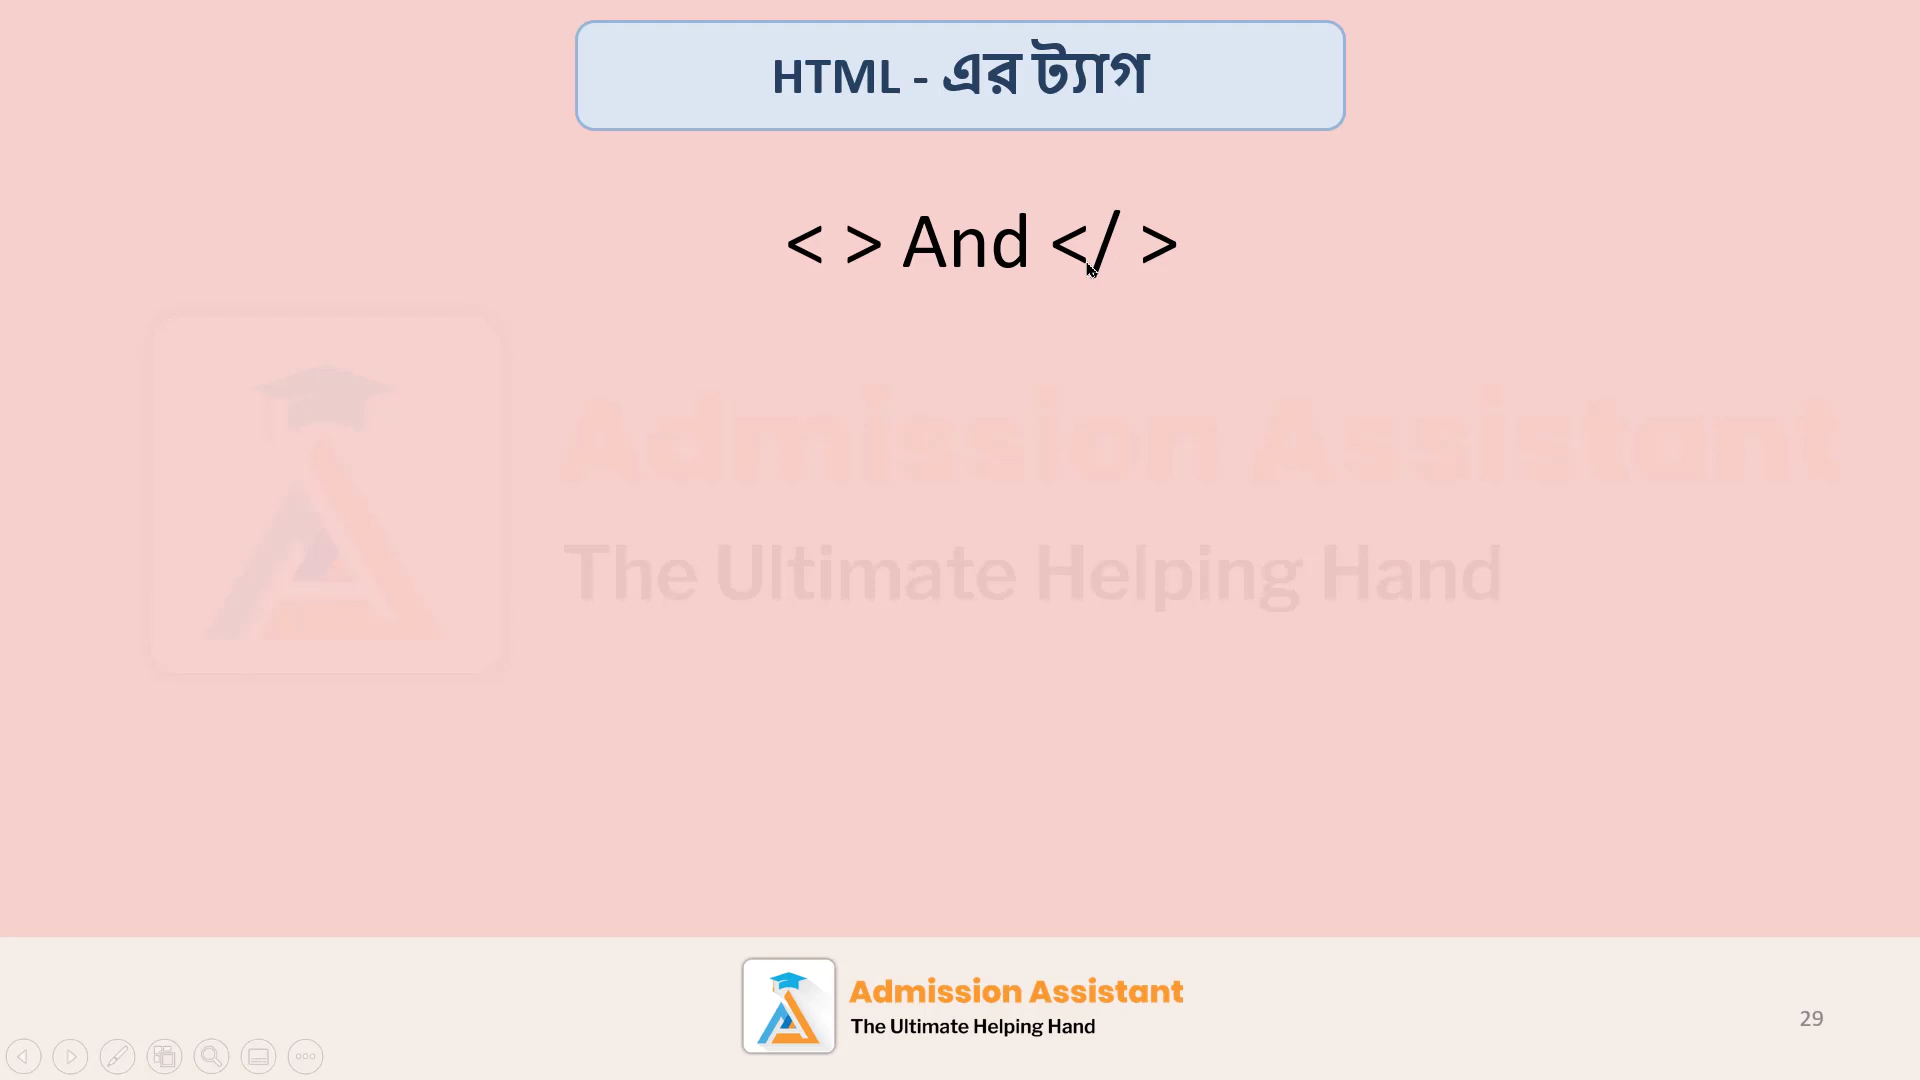 HTML - এর ট্যাগ
< > And </ >
Admission Assistant
The Ultimate Helping Hand
Admission Assistant
The Ultimate Helping Hand
29